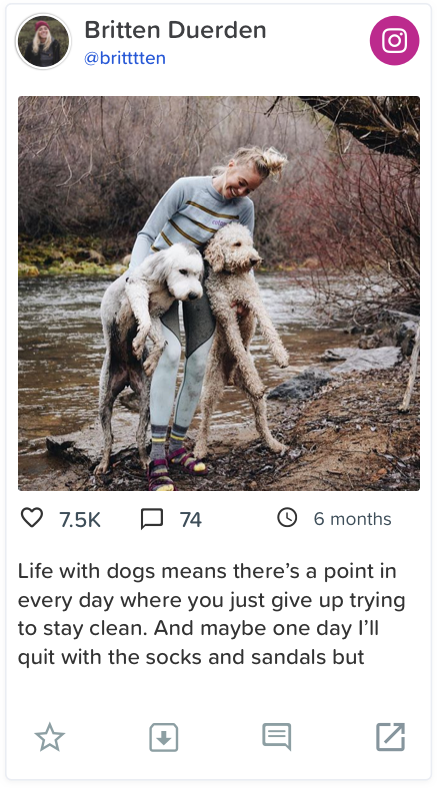 Britten Duerden
@britttten
7.5K
74
6 months
Life with dogs means there’s a point in
every day where you just give up trying
to stay clean. And maybe one day I’ll
quit with the socks and sandals but